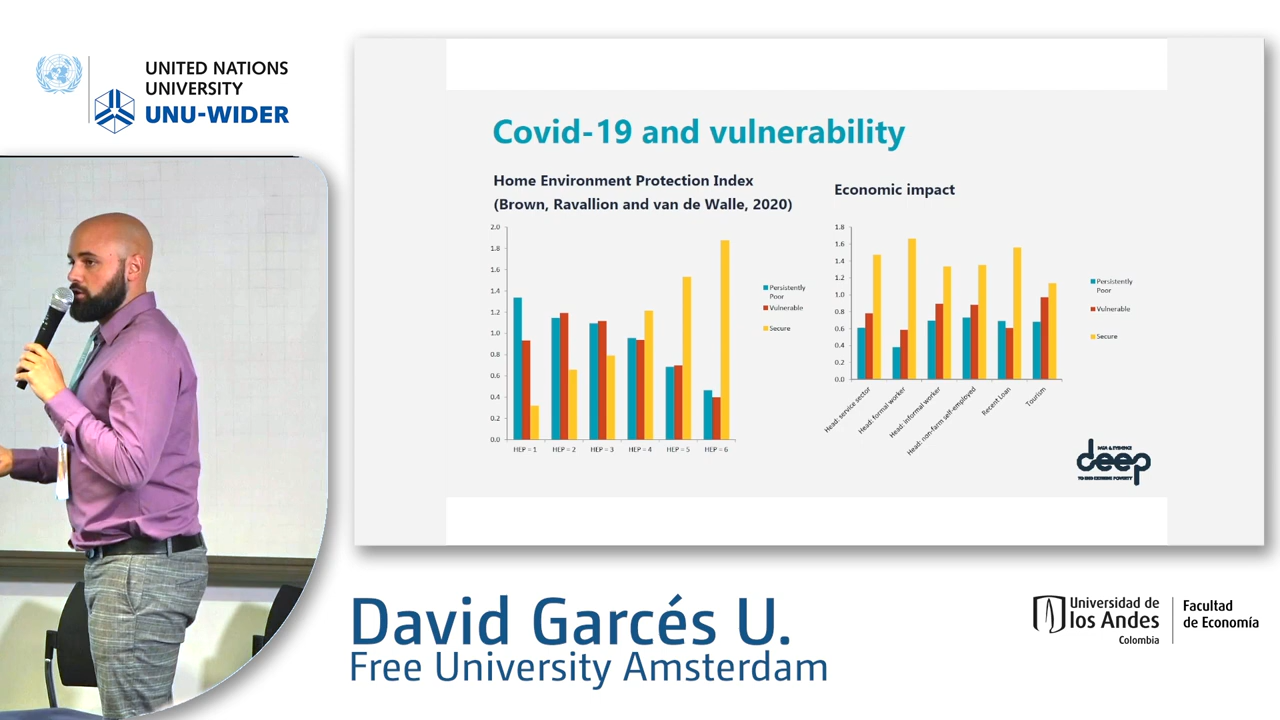 UNITED NATIONS
UNIVERSITY
UNU-WIDER
Covid-19 and vulnerability
Home Environment Protection Index
(Brown, Ravallion and van de Walle, 2020)
2.0
1.8
1.6
1.4
1.2
1.0
0.8
0.6
0.4
0.2
0.0
HEP = 1
HEP = 2
HEP = 3
HEP = 4
HEP = 5
HEP = 6
Persistently
Poor
Vulnerable
Secure
Economic impact
1.8
1.6
1.4
1.2
1.0
0.8
0.6
0.4
0.2
0.0
Head: service sector
Head: formal worker
Head: informal worker
Head: non-farm self-employed
Recent Loan
Tourism
Persistently
Poor
Vulnerable
Secure
DATA & EVIDENCE
deep
TO END EXTREME POVERTY
David Garcés U.
Free University Amsterdam
Universidad de
los Andes
Colombia
Facultad
de Economía